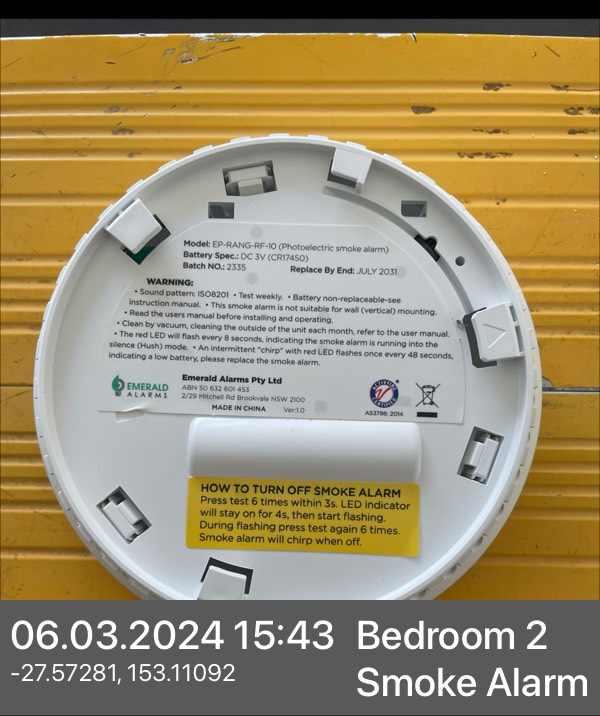 Model: EP-RANG-RF-10 (Photoelectric smoke alarm)
Battery Spec.: DC 3V (CR17450)
Batch NO.: 2335 Replace By End: JULY 2031
WARNING:
• Sound pattern: ISO8201 • Test weekly. • Battery non-replaceable-see
instruction manual. • This smoke alarm is not suitable for wall (vertical) mounting.
• Read the users manual before installing and operating.
• Clean by vacuum, cleaning the outside of the unit each month, refer to the user manual.
• The red LED will flash every 8 seconds, indicating the smoke alarm is running into the
silence (Hush) mode. • An intermittent "chirp" with red LED flashes once every 48 seconds,
indicating a low battery, please replace the smoke alarm.
EMERALD
ALARMS
Emerald Alarms Pty Ltd
ABN 50 632 601 453
2/29 Mitchell Rd Brookvale NSW 2100
MADE IN CHINA Ver:1.0
ACTIVFIRE
AS3786: 2014
HOW TO TURN OFF SMOKE ALARM
Press test 6 times within 3s. LED indicator
will stay on for 4s, then start flashing.
During flashing press test again 6 times.
Smoke alarm will chirp when off.
06.03.2024 15:43 Bedroom 2
-27.57281, 153.11092 Smoke Alarm